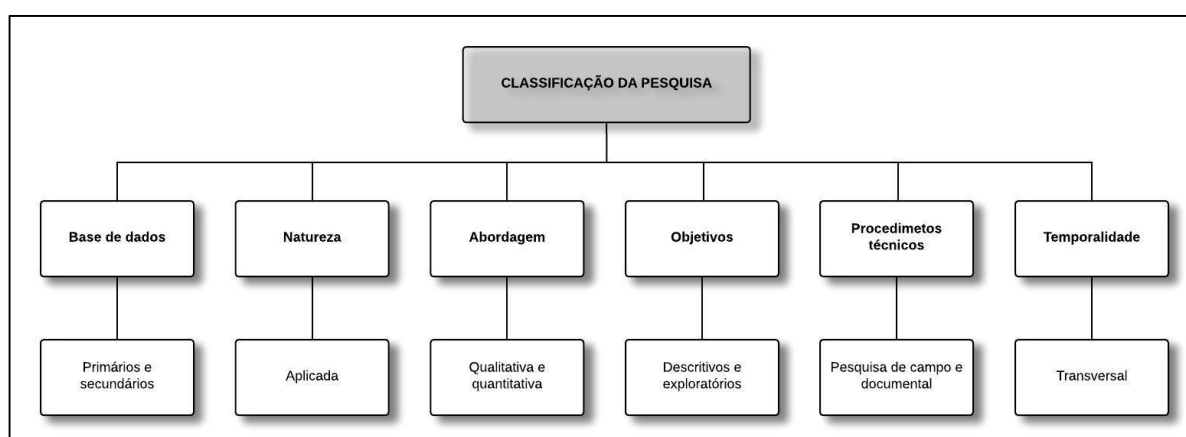 CLASSIFICAÇÃO DA PESQUISA
Base de dados
Natureza
Abordagem
Objetivos
Procedimetos
técnicos
Temporalidade
Primários e
secundários
Aplicada
Qualitativa e
quantitativa
Descritivos e
exploratórios
Pesquisa de campo e
documental
Transversal